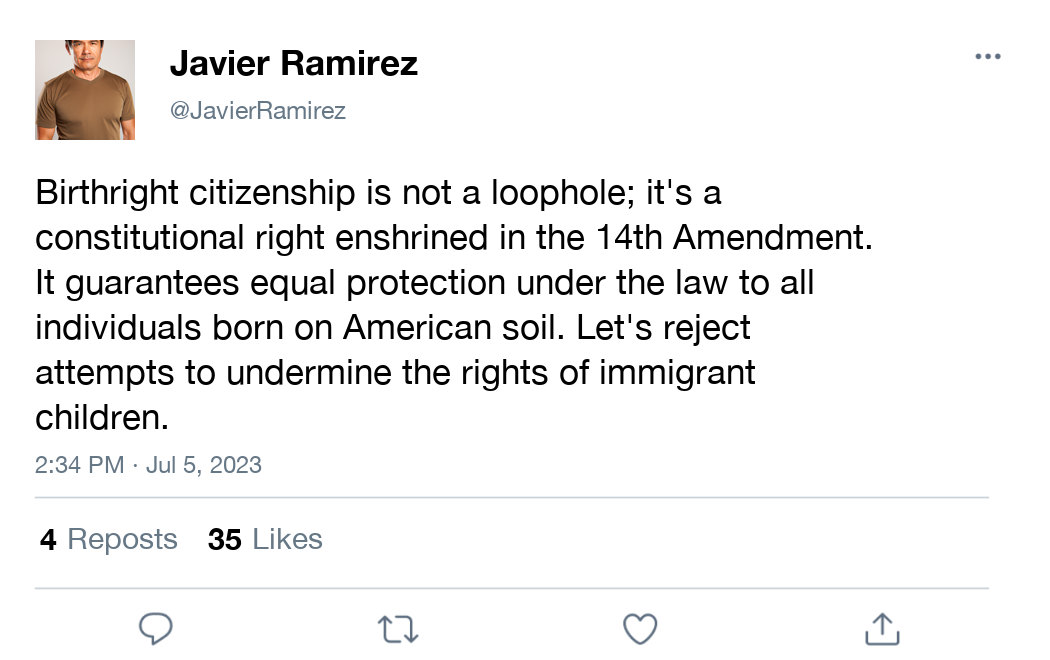 Javier Ramirez
@JavierRamirez
Birthright citizenship is not a loophole; it's a
constitutional right enshrined in the 14th Amendment.
It guarantees equal protection under the law to all
individuals born on American soil. Let's reject
attempts to undermine the rights of immigrant
children.
2:34 PM · Jul 5, 2023
4 Reposts 35 Likes